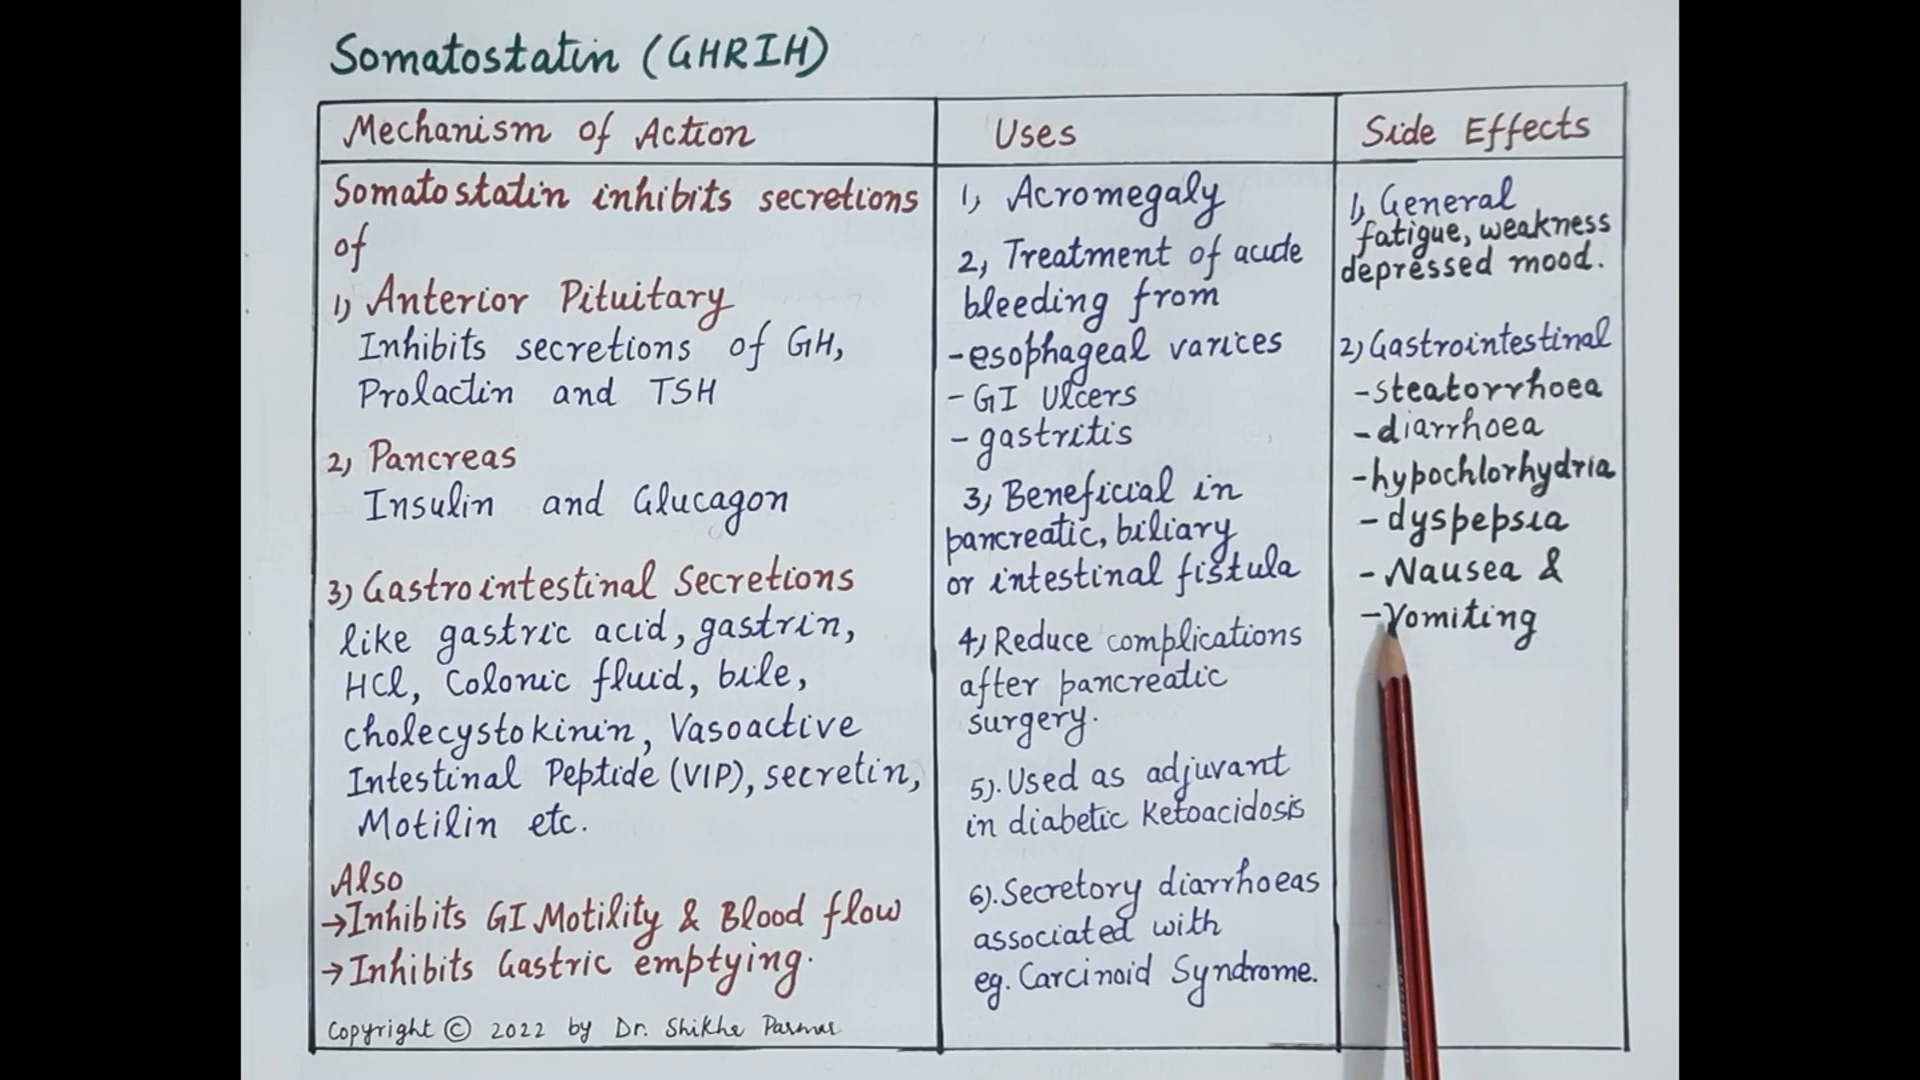 Somatostatin (GHRIH)
Mechanism of Action
Somatostatin inhibits secretions
of
1) Anterior Pituitary
Inhibits secretions of GH,
Prolactin and TSH
2) Pancreas
Insulin and Glucagon
3) Gastrointestinal Secretions
like gastric acid, gastrin,
HCl, Colonic fluid, bile,
cholecystokinin, Vasoactive
Intestinal Peptide (VIP), secretin,
Motilin etc.
Also
→Inhibits GI Motility & Blood flow
→Inhibits Gastric emptying.
Copyright © 2022 by Dr. Shikha Parmar
Uses
1, Acromegaly
2, Treatment of acute
bleeding from
-esophageal varices
- GI Ulcers
- gastritis
3, Beneficial in
pancreatic, biliary
or intestinal fistula
4, Reduce complications
after pancreatic
surgery.
5). Used as adjuvant
in diabetic Ketoacidosis
6). Secretory diarrhoeas
associated with
eg. Carcinoid Syndrome.
Side Effects
1, General
fatigue, weakness
depressed mood.
2) Gastrointestinal
-steatorrhoea
-diarrhoea
-hypochlorhydria
- dyspepsia
- Nausea &
-Vomiting